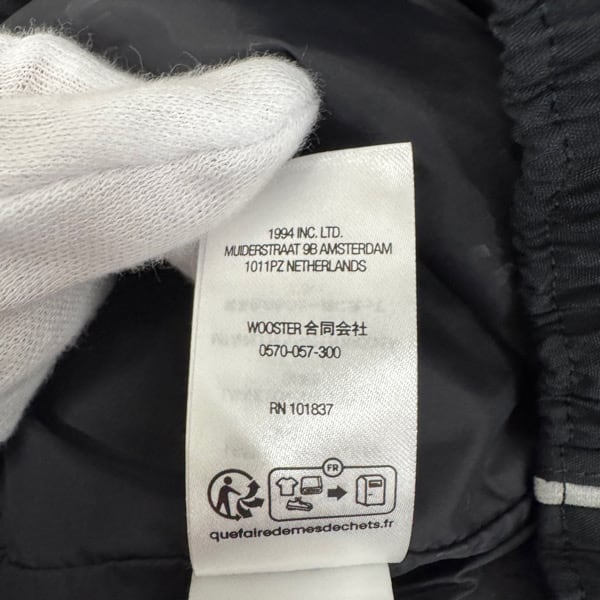 1994 INC. LTD.
MUIDERSTRAAT 9B AMSTERDAM
1011PZ NETHERLANDS
WOOSTER 合同会社
0570-057-300
RN 101837
FR
quefairedemesdechets.fr